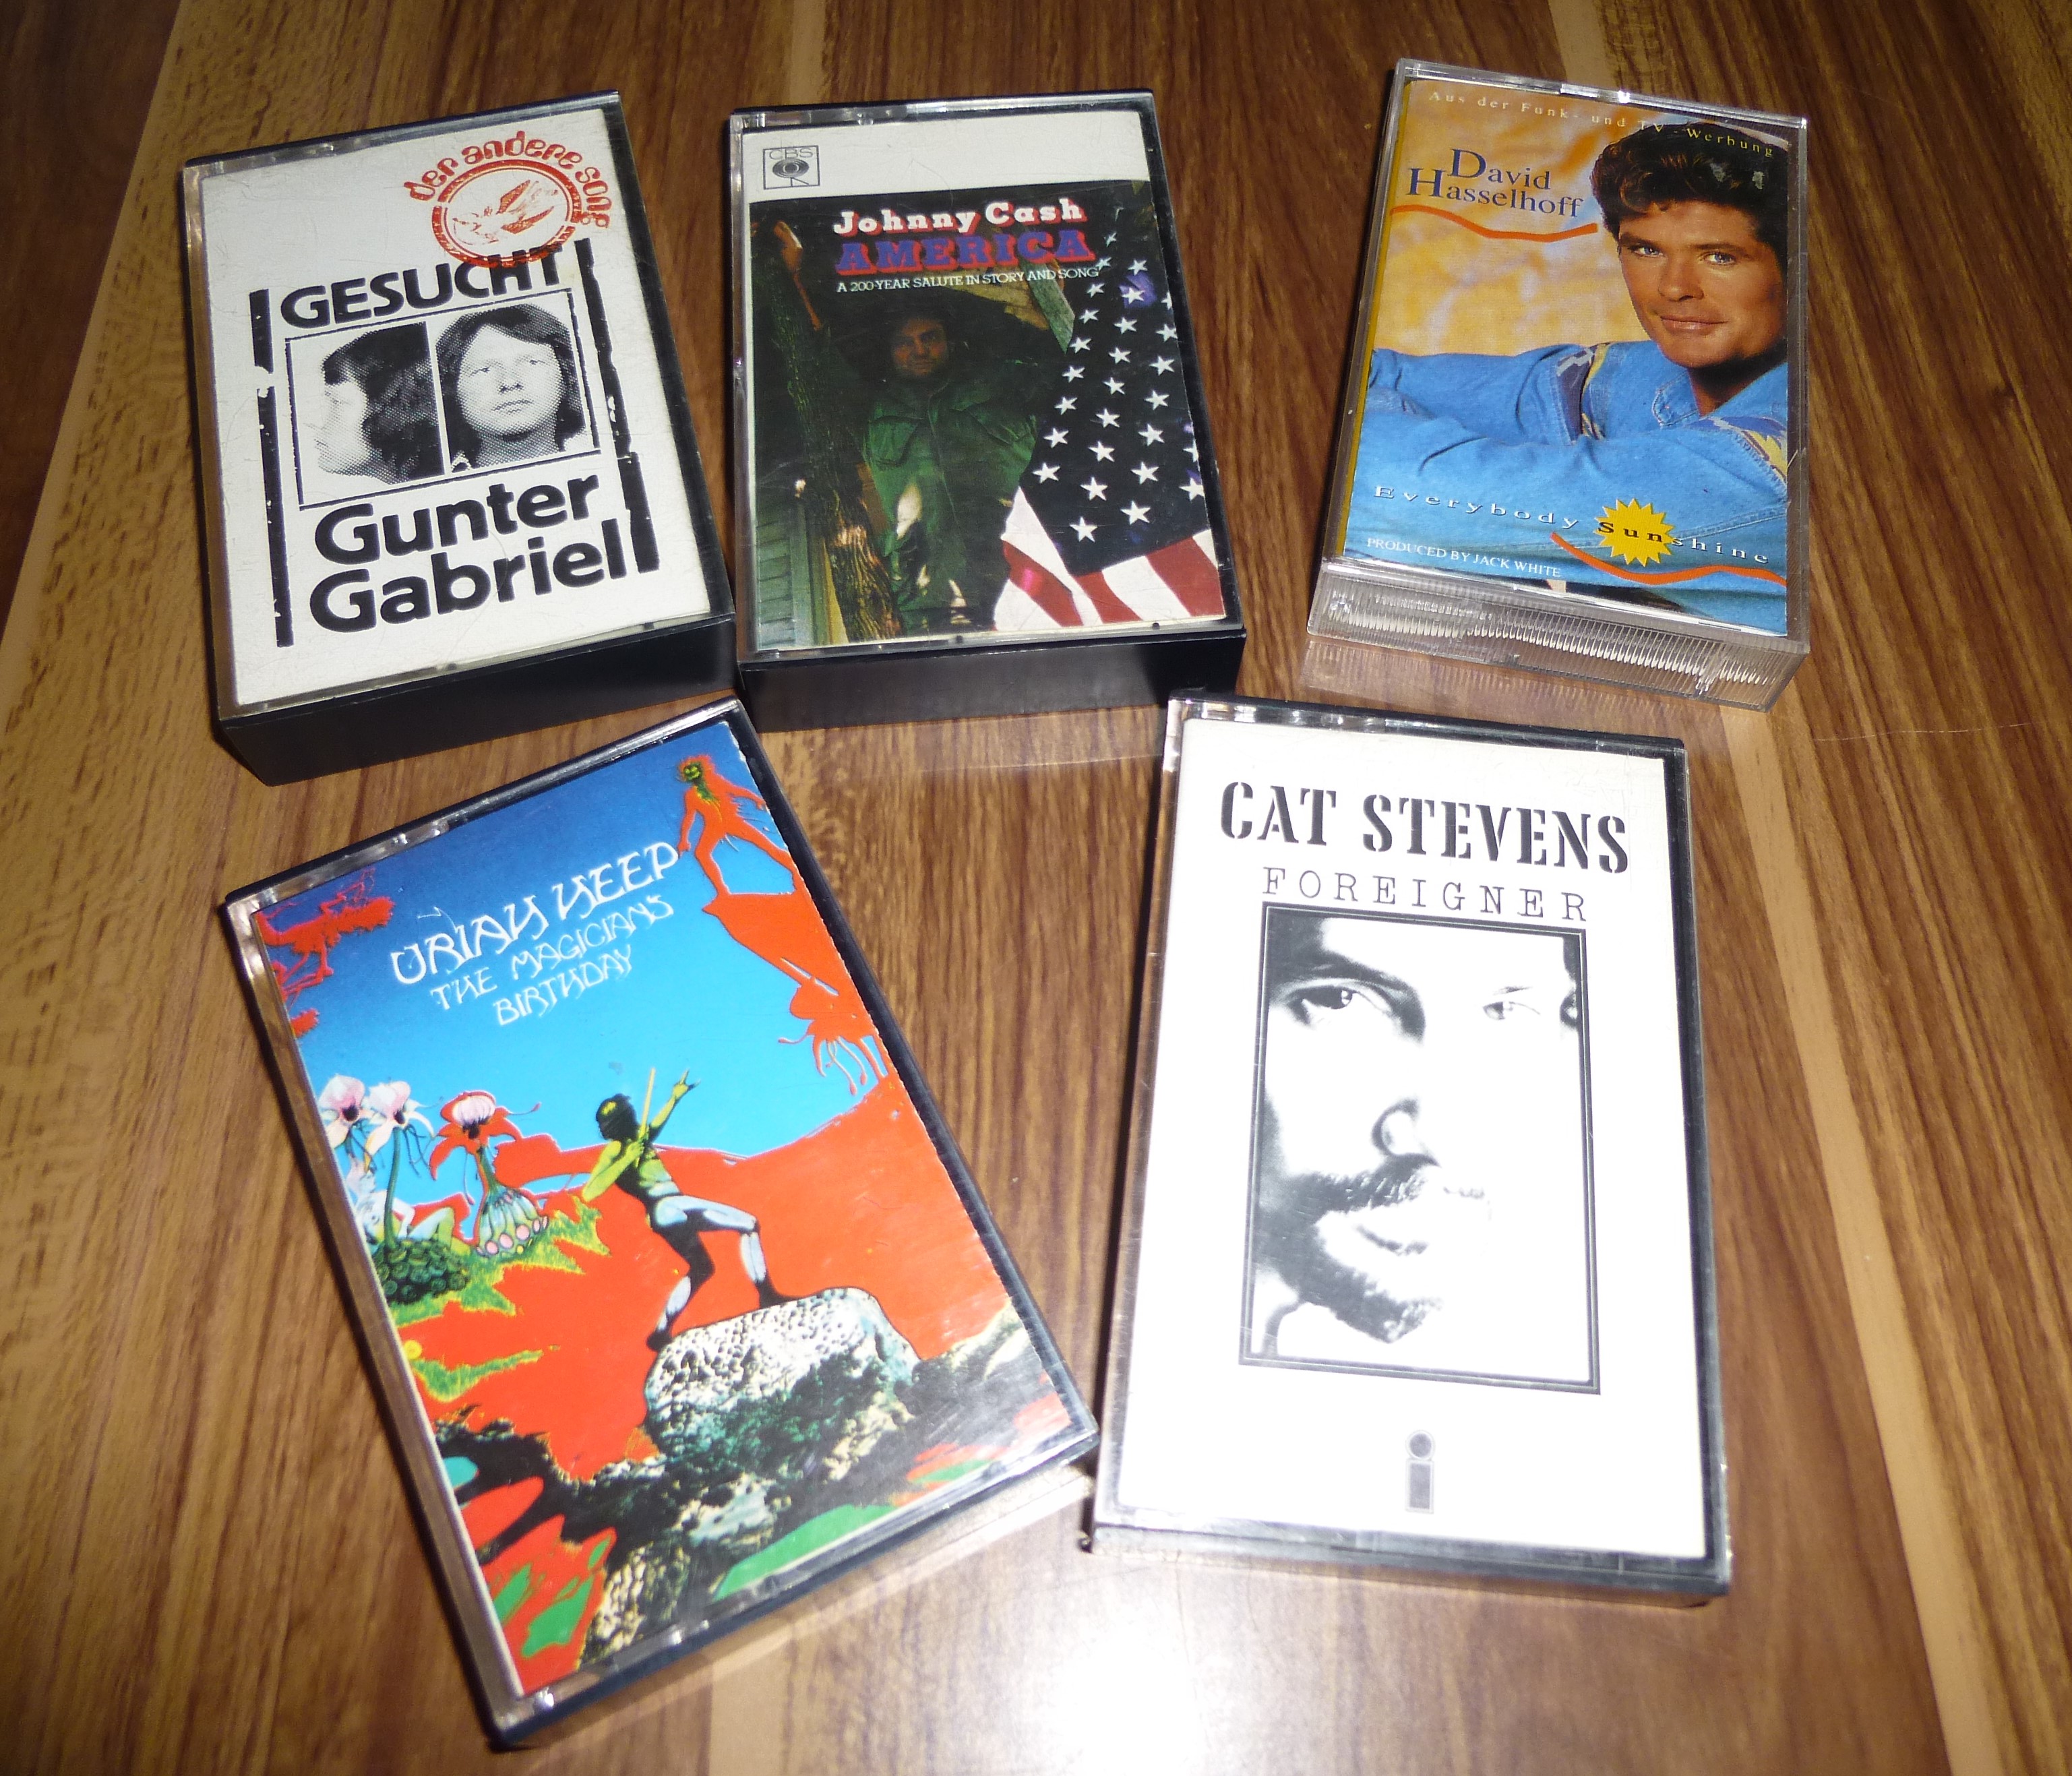 der andere song
GESUCHT
Gunter
Gabriel
CBS
Johnny Cash
AMERICA
A 200-YEAR SALUTE IN STORY AND SONG
Aus der Funk- und TV-Werbung
David
Hasselhoff
Everybody Sunshine
PRODUCED BY JACK WHITE
URIAH HEEP
THE MAGICIANS
BIRTHDAY
CAT STEVENS
FOREIGNER
i